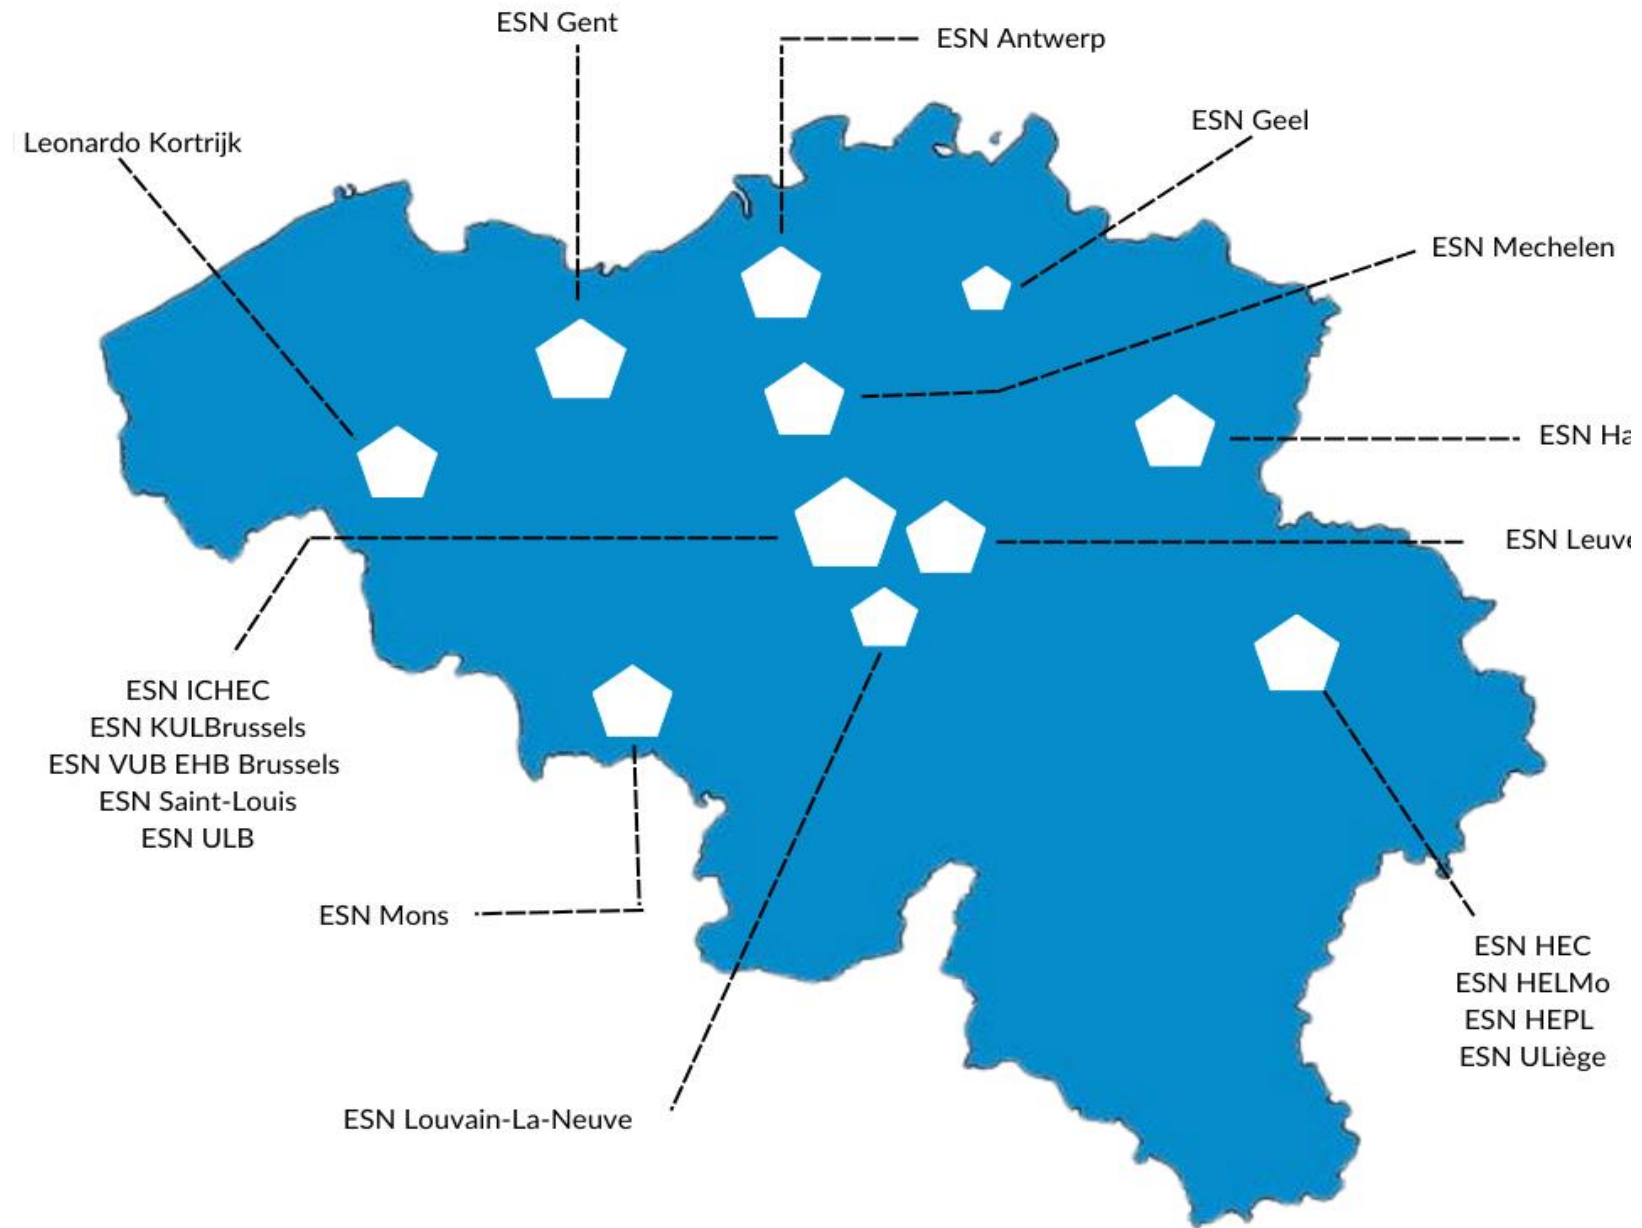 ESN Gent
ESN Antwerp
ESN Geel
Leonardo Kortrijk
ESN Mechelen
ESN Ha
ESN Leuve
ESN ICHEC
ESN KULBrussels
ESN VUB EHB Brussels
ESN Saint-Louis
ESN ULB
ESN Mons
ESN HEC
ESN HELMo
ESN HEPL
ESN ULiège
ESN Louvain-La-Neuve